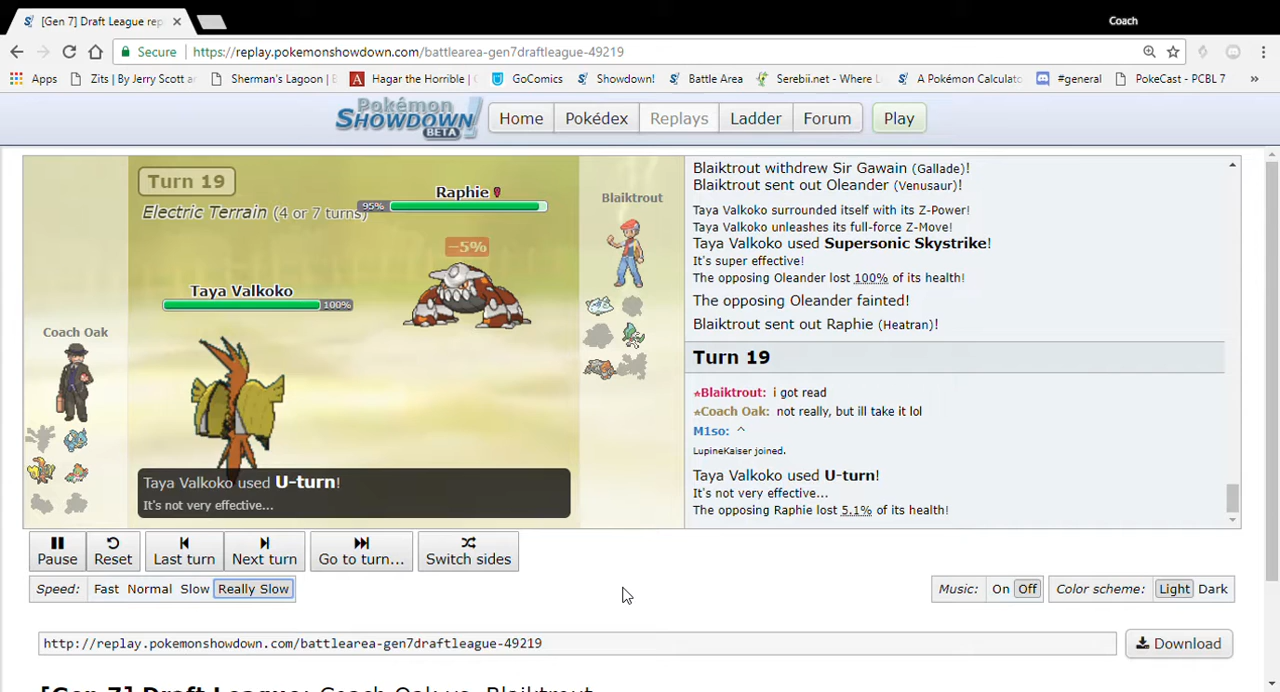 [Gen 7] Draft League rep
Coach
Secure
https://replay.pokemonshowdown.com/battlearea-gen7draftleague-49219
Apps
Zits | By Jerry Scott a
Sherman's Lagoon |
Hagar the Horrible |
GoComics
Showdown!
Battle Area
Serebii.net - Where
A Pokémon Calculato
#general
PokeCast - PCBL 7
»
Pokémon
SHOWDOWN!
BETA
Home
Pokédex
Replays
Ladder
Forum
Play
Turn 19
Electric Terrain (4 or 7 turns)
Raphie
95%
-5%
Taya Valkoko
100%
Coach Oak
Blaiktrout
Taya Valkoko used U-turn!
It's not very effective...
Blaiktrout withdrew Sir Gawain (Gallade)!
Blaiktrout sent out Oleander (Venusaur)!
Taya Valkoko surrounded itself with its Z-Power!
Taya Valkoko unleashes its full-force Z-Move!
Taya Valkoko used Supersonic Skystrike!
It's super effective!
The opposing Oleander lost 100% of its health!
The opposing Oleander fainted!
Blaiktrout sent out Raphie (Heatran)!
Turn 19
★Blaiktrout: i got read
★Coach Oak: not really, but ill take it lol
M1so: ^
LupineKaiser joined.
Taya Valkoko used U-turn!
It's not very effective...
The opposing Raphie lost 5.1% of its health!
Pause
Reset
Last turn
Next turn
Go to turn...
Switch sides
Speed: Fast Normal Slow Really Slow
Music: On Off
Color scheme: Light Dark
http://replay.pokemonshowdown.com/battlearea-gen7draftleague-49219
Download
[Gen 7] Draft League: Coach Oak vs. Blaiktrout